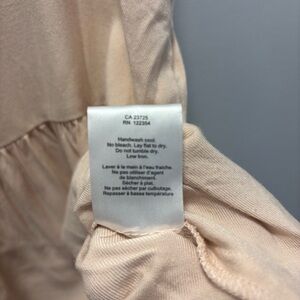 CA 23725
RN 122354
Handwash cool.
No bleach. Lay flat to dry.
Do not tumble dry.
Low Iron.
Laver à la main à l'eau fraîche.
Ne pas utiliser d'agent
de blanchiment.
Sécher à plat.
Ne pas sécher par culbutage.
Repasser à basse température